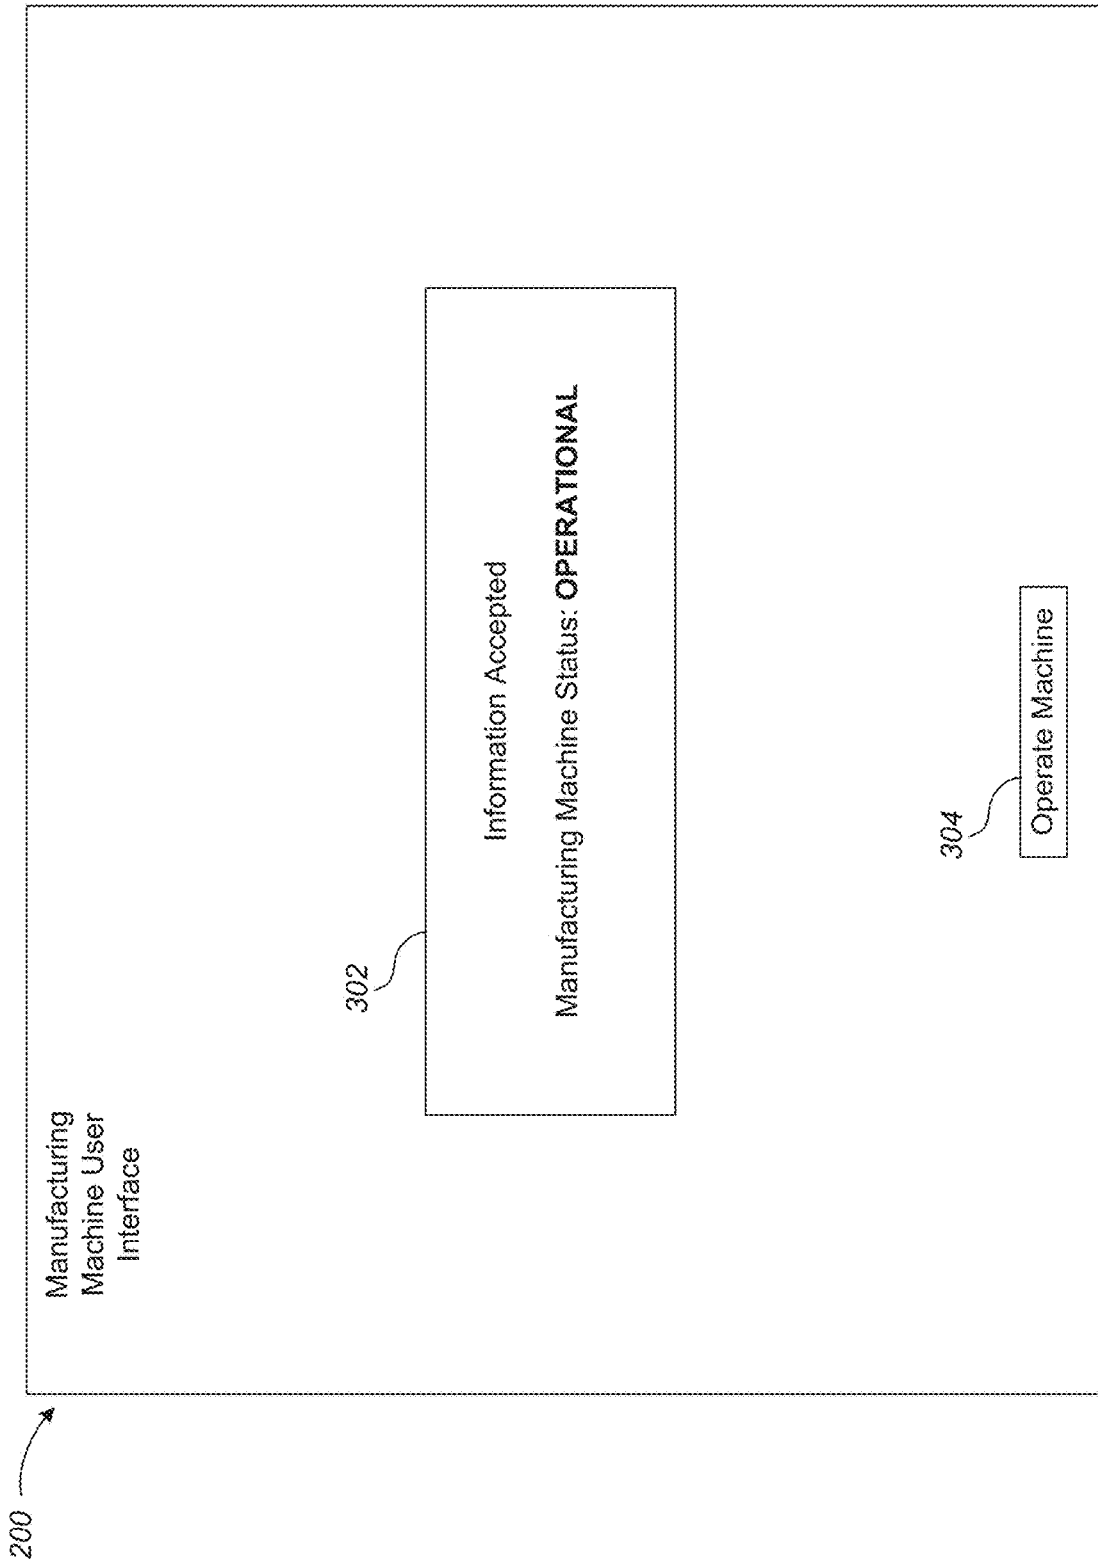 200
Manufacturing
Machine User
Interface
302
Information Accepted
Manufacturing Machine Status: OPERATIONAL
304
Operate Machine